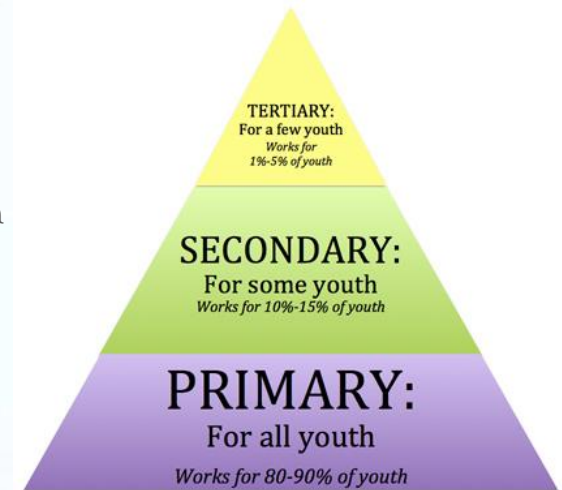 TERTIARY:
For a few youth
Works for
1%-5% of youth
SECONDARY:
For some youth
Works for 10%-15% of youth
PRIMARY:
For all youth
Works for 80-90% of youth